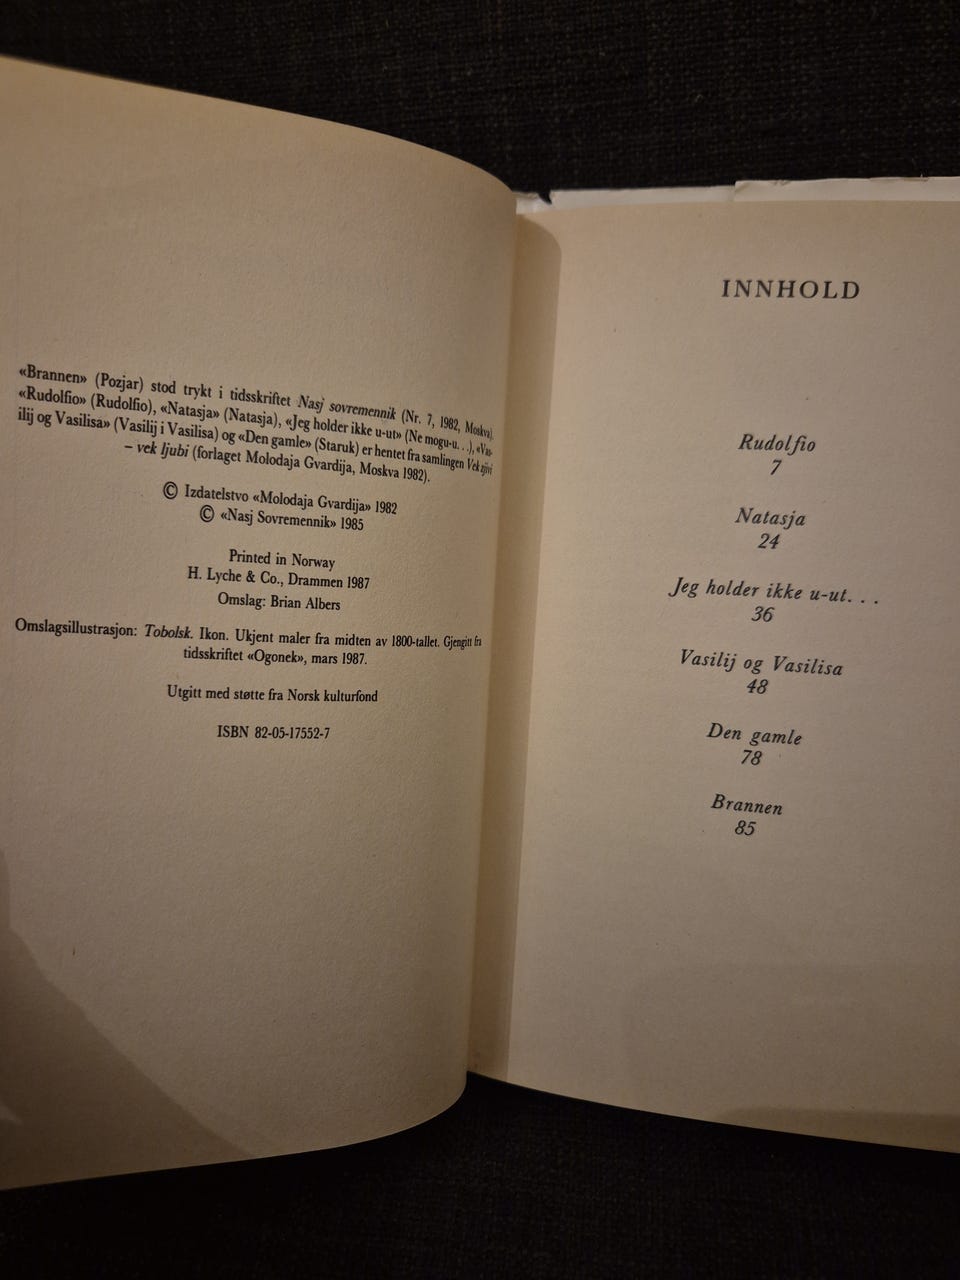 «Brannen» (Pozjar) stod trykt i tidsskriftet Nasj sovremennik (Nr. 7, 1982, Moskva).
«Rudolfio» (Rudolfio), «Natasja» (Natasja), «Jeg holder ikke u-ut» (Ne mogu-u. . .), «Vas-
ilij og Vasilisa» (Vasilij i Vasilisa) og «Den gamle» (Staruk) er hentet fra samlingen Vek zjivi
– vek ljubi (forlaget Molodaja Gvardija, Moskva 1982).
© Izdatelstvo «Molodaja Gvardija» 1982
© «Nasj Sovremennik» 1985
Printed in Norway
H. Lyche & Co., Drammen 1987
Omslag: Brian Albers
Omslagsillustrasjon: Tobolsk. Ikon. Ukjent maler fra midten av 1800-tallet. Gjengitt fra
tidsskriftet «Ogonek», mars 1987.
Utgitt med støtte fra Norsk kulturfond
ISBN 82-05-17552-7
INNHOLD
Rudolfio
7
Natasja
24
Jeg holder ikke u-ut. . .
36
Vasilij og Vasilisa
48
Den gamle
78
Brannen
85